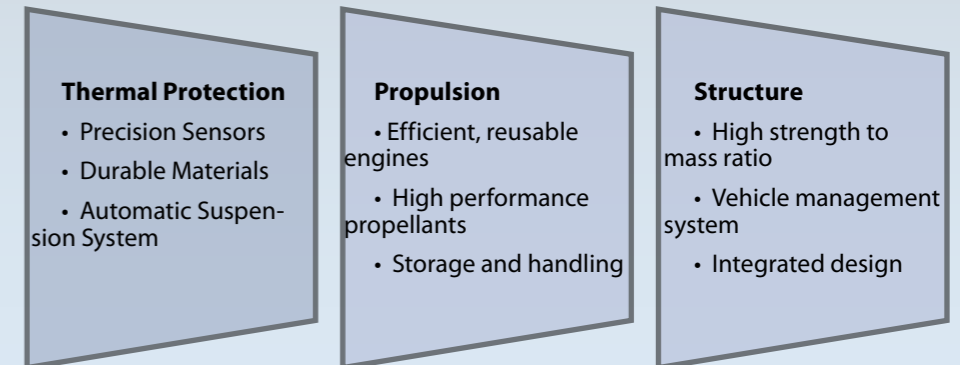 Thermal Protection
• Precision Sensors
• Durable Materials
• Automatic Suspen-
sion System
Propulsion
• Efficient, reusable
engines
• High performance
propellants
• Storage and handling
Structure
• High strength to
mass ratio
• Vehicle management
system
• Integrated design